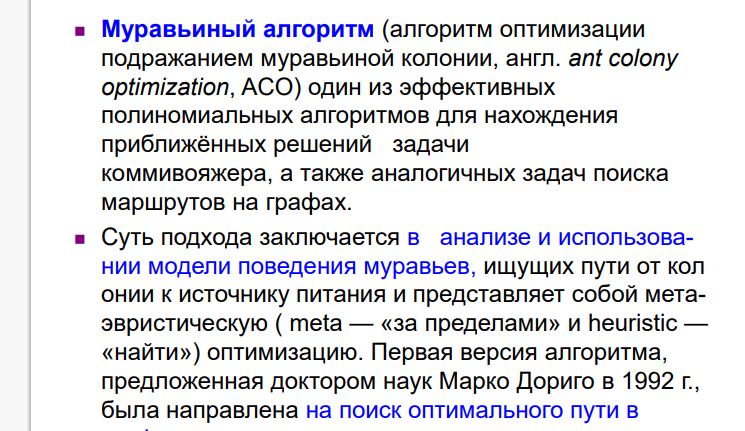 Муравьиный алгоритм (алгоритм оптимизации
подражанием муравьиной колонии, англ. ant colony
optimization, ACO) один из эффективных
полиномиальных алгоритмов для нахождения
приближённых решений задачи
коммивояжера, а также аналогичных задач поиска
маршрутов на графах.
Суть подхода заключается в анализе и использова-
нии модели поведения муравьев, ищущих пути от кол
онии к источнику питания и представляет собой мета-
эвристическую ( meta — «за пределами» и heuristic —
«найти») оптимизацию. Первая версия алгоритма,
предложенная доктором наук Марко Дориго в 1992 г.,
была направлена на поиск оптимального пути в